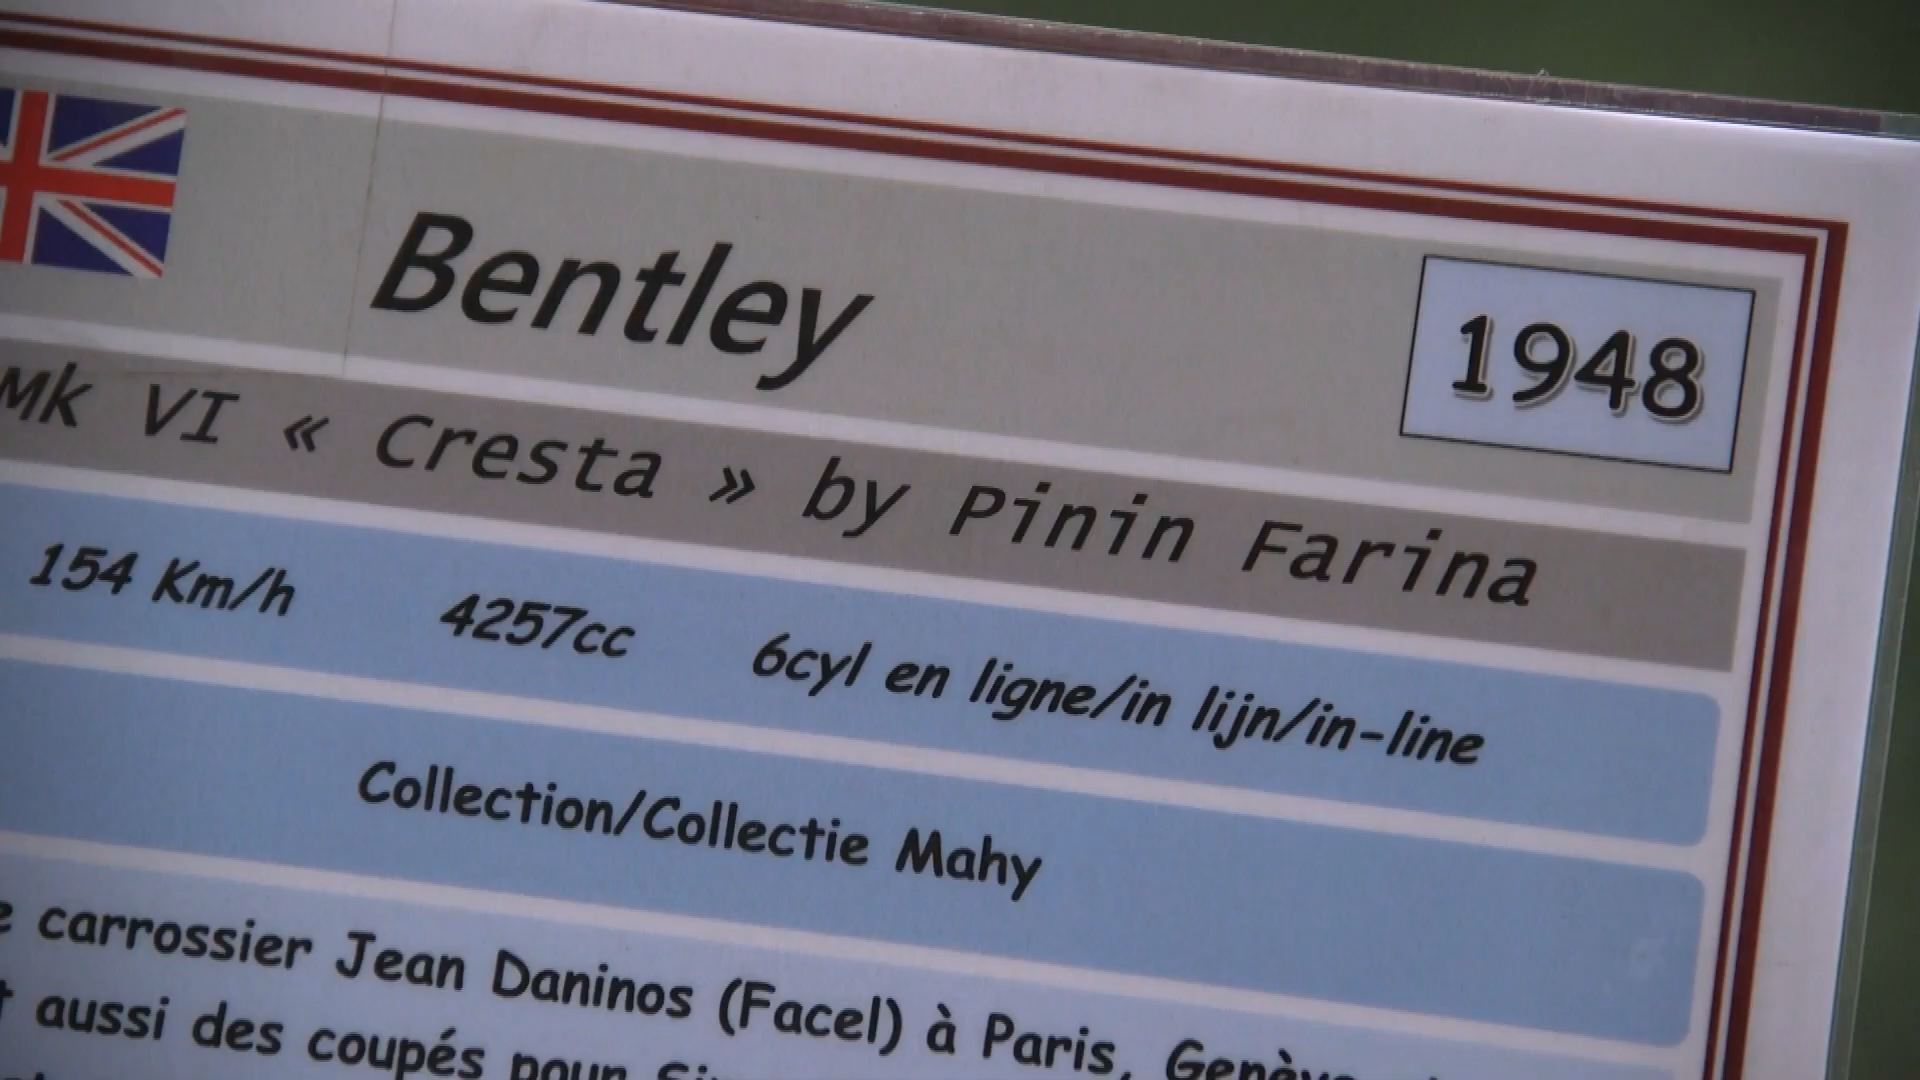 Bentley
1948
Mk VI « Cresta » by Pinin Farina
154 Km/h 4257cc 6cyl en ligne/in lijn/in-line
Collection/Collectie Mahy
carrossier Jean Daninos (Facel) à Paris,
aussi des coupés pour